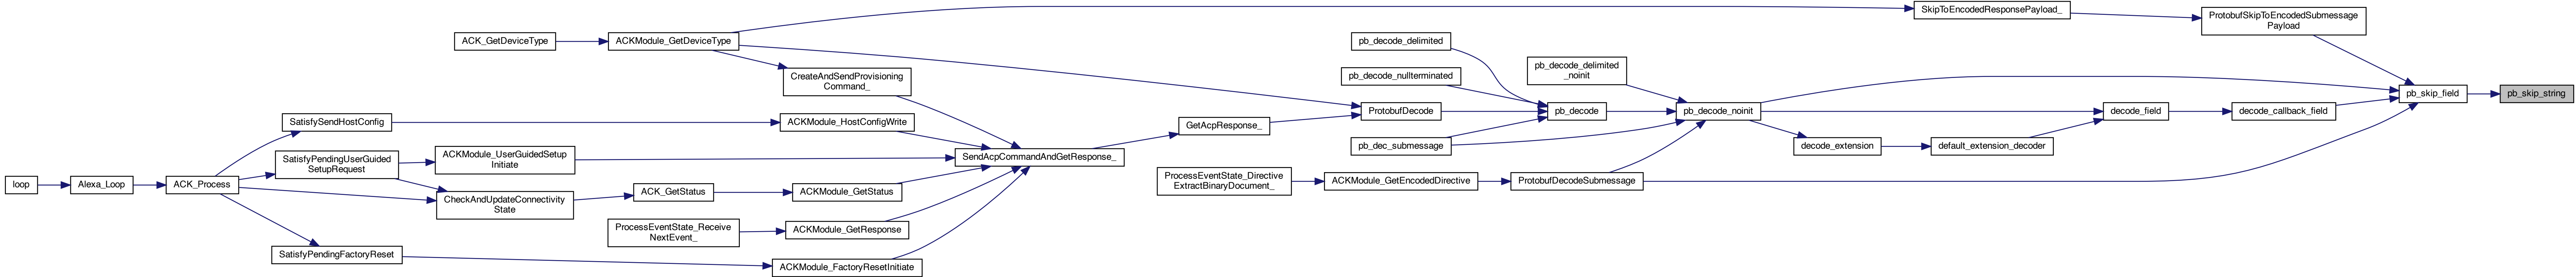 loop
Alexa_Loop
ACK_Process
SatisfySendHostConfig
SatisfyPendingUserGuided
SetupRequest
CheckAndUpdateConnectivity
State
SatisfyPendingFactoryReset
ACK_GetDeviceType
ACKModule_GetDeviceType
CreateAndSendProvisioning
Command_
ACKModule_HostConfigWrite
ACKModule_UserGuidedSetup
Initiate
ACK_GetStatus
ACKModule_GetStatus
ProcessEventState_Receive
NextEvent_
ACKModule_GetResponse
ACKModule_FactoryResetInitiate
SendAcpCommandAndGetResponse_
GetAcpResponse_
ProtobufDecode
pb_decode_delimited
pb_decode_nullterminated
pb_dec_submessage
ProcessEventState_Directive
ExtractBinaryDocument_
ACKModule_GetEncodedDirective
ProtobufDecodeSubmessage
pb_decode_delimited
_noinit
pb_decode
pb_decode_noinit
decode_extension
default_extension_decoder
decode_field
decode_callback_field
SkipToEncodedResponsePayload_
ProtobufSkipToEncodedSubmessage
Payload
pb_skip_field
pb_skip_string